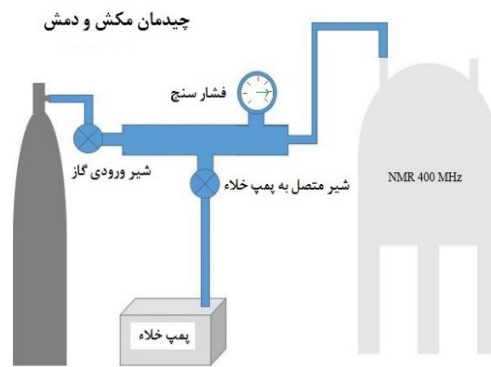 چیدمان مکش و دمش
فشار سنج
شیر ورودی گاز
شیر متصل به پمپ خلاء
NMR 400 MHz
پمپ خلاء